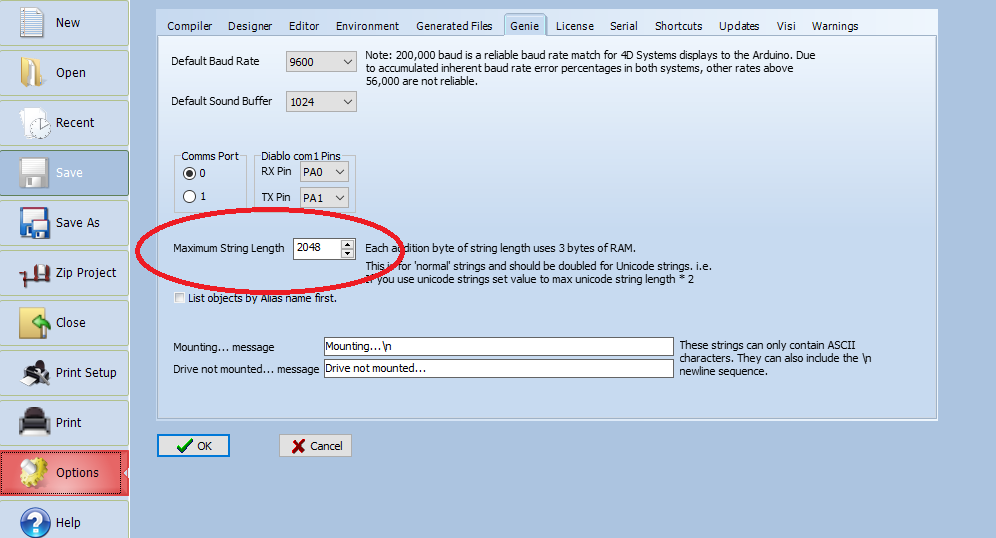 New
Open
Recent
Save
Save As
Zip Project
Close
Print Setup
Print
Options
Help
Compiler Designer Editor Environment Generated Files Genie License Serial Shortcuts Updates Visi Warnings
Default Baud Rate 9600
Note: 200,000 baud is a reliable baud rate match for 4D Systems displays to the Arduino. Due
to accumulated inherent baud rate error percentages in both systems, other rates above
56,000 are not reliable.
Default Sound Buffer 1024
Comms Port
0
1
Diablo com1 Pins
RX Pin PA0
TX Pin PA1
Maximum String Length 2048 Each addition byte of string length uses 3 bytes of RAM.
This is for 'normal' strings and should be doubled for Unicode strings. i.e.
If you use unicode strings set value to max unicode string length * 2
List objects by Alias name first.
Mounting... message Mounting...\n
Drive not mounted... message Drive not mounted...
These strings can only contain ASCII
characters. They can also include the \n
newline sequence.
OK Cancel